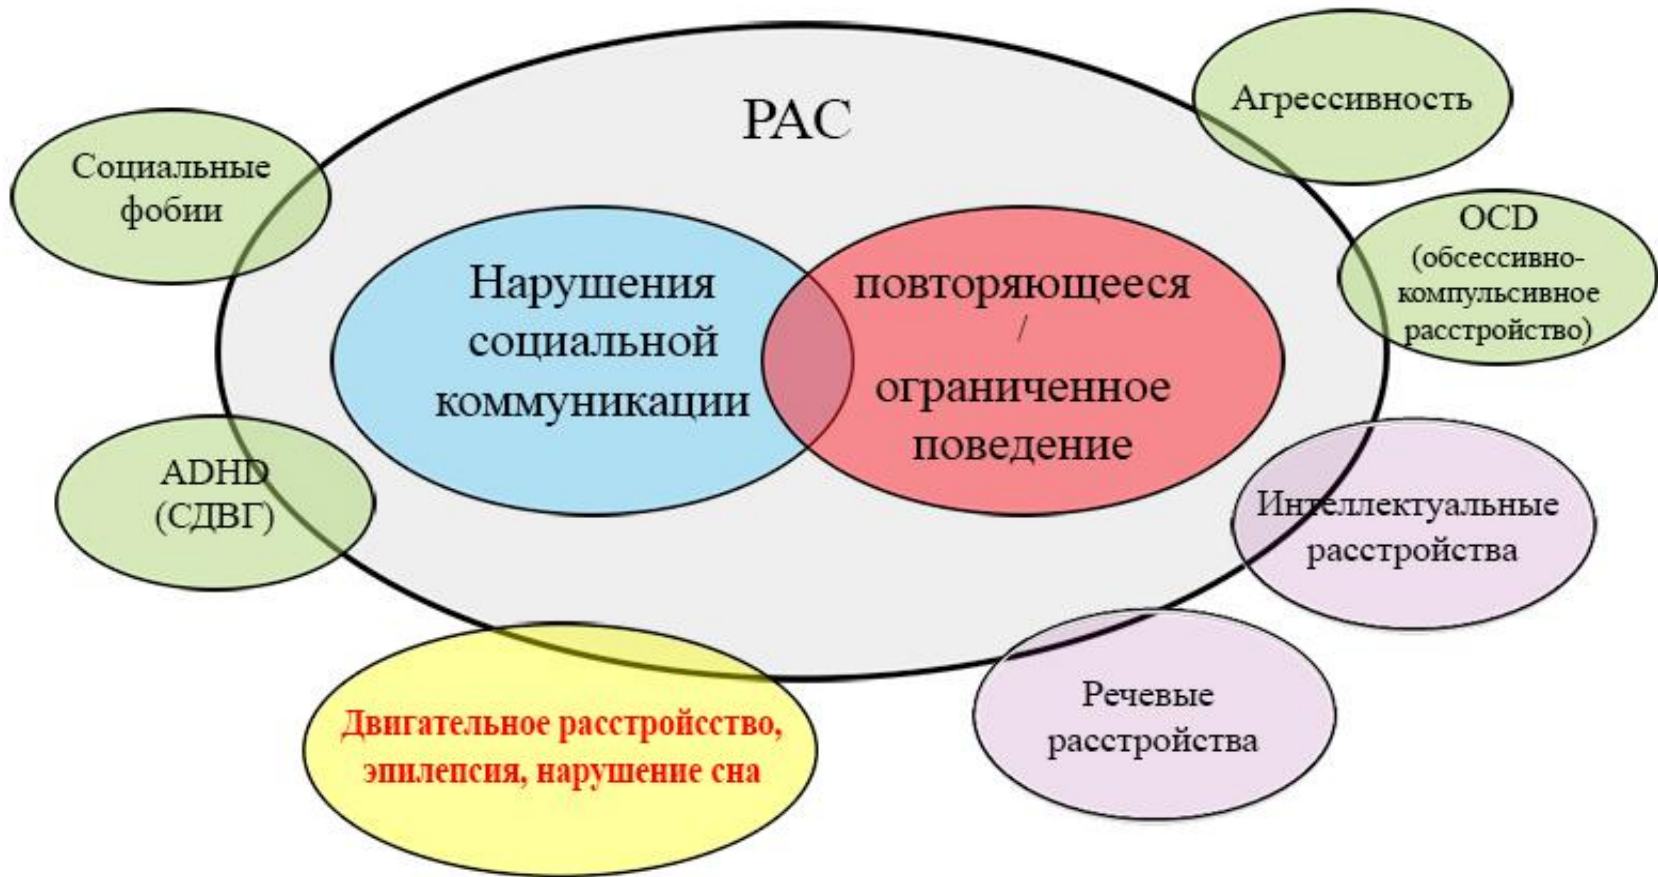 РАС
Агрессивность
Социальные
фобии
OCD
(обсессивно-
компульсивное
расстройство)
Нарушения
социальной
коммуникации
повторяющееся
/
ограниченное
поведение
ADHD
(СДВГ)
Интеллектуальные
расстройства
Речевые
расстройства
Двигательное расстройсство,
эпилепсия, нарушение сна